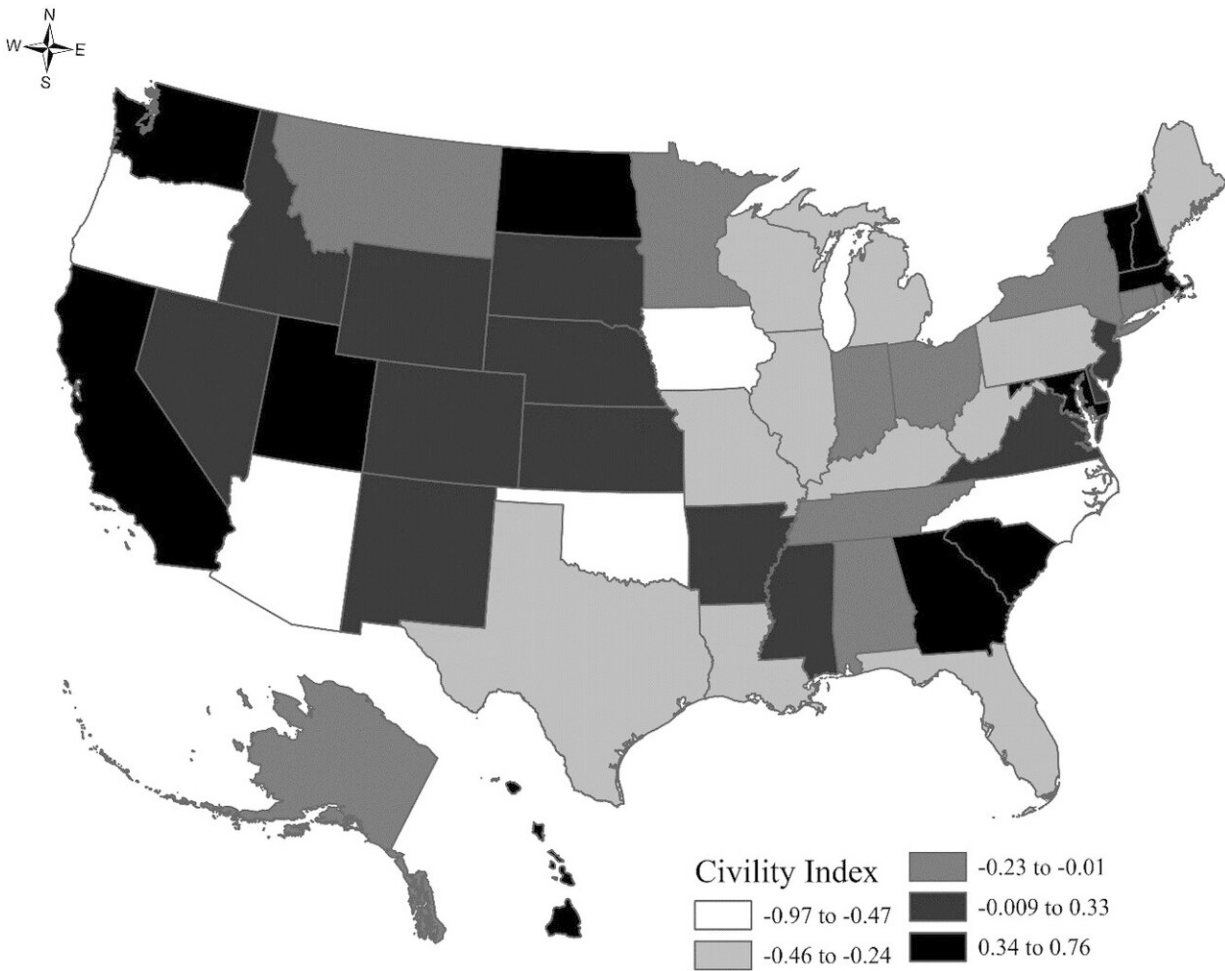 N
W E
S
Civility Index
-0.97 to -0.47
-0.46 to -0.24
-0.23 to -0.01
-0.009 to 0.33
0.34 to 0.76